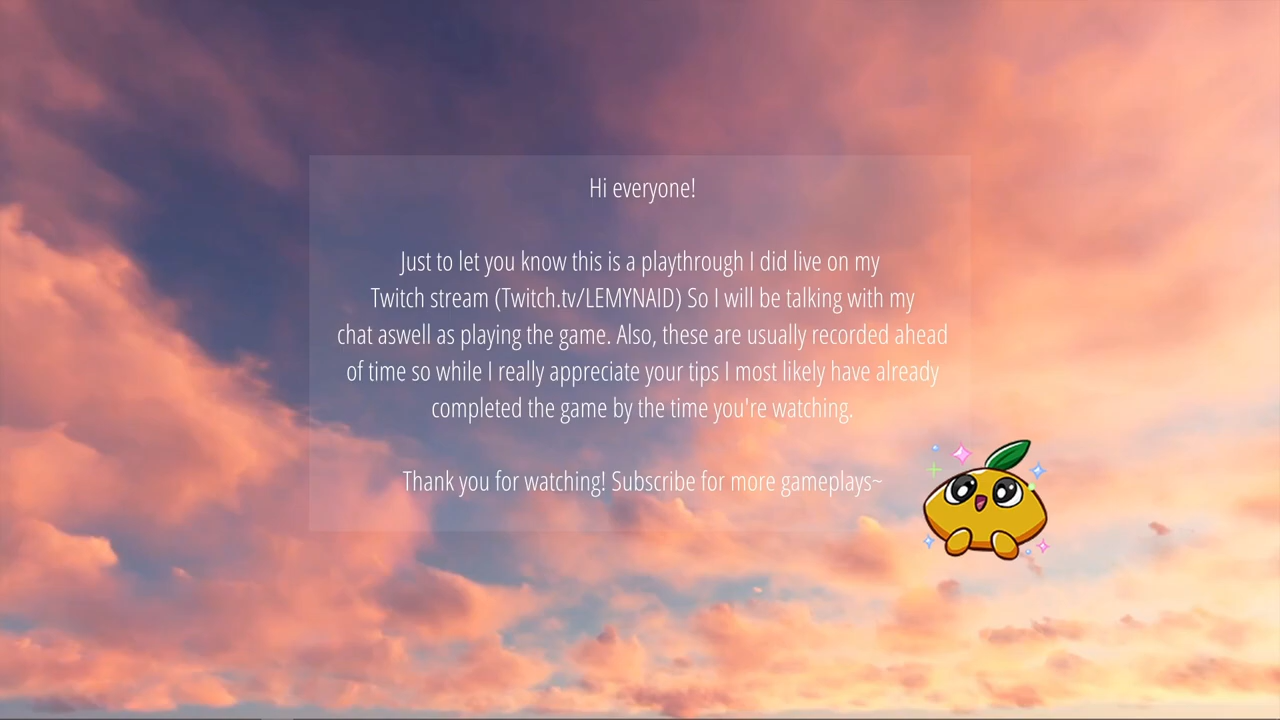 Hi everyone!
Just to let you know this is a playthrough I did live on my
Twitch stream (Twitch.tv/LEMYNAID) So I will be talking with my
chat aswell as playing the game. Also, these are usually recorded ahead
of time so while I really appreciate your tips I most likely have already
completed the game by the time you're watching.
Thank you for watching! Subscribe for more gameplays~